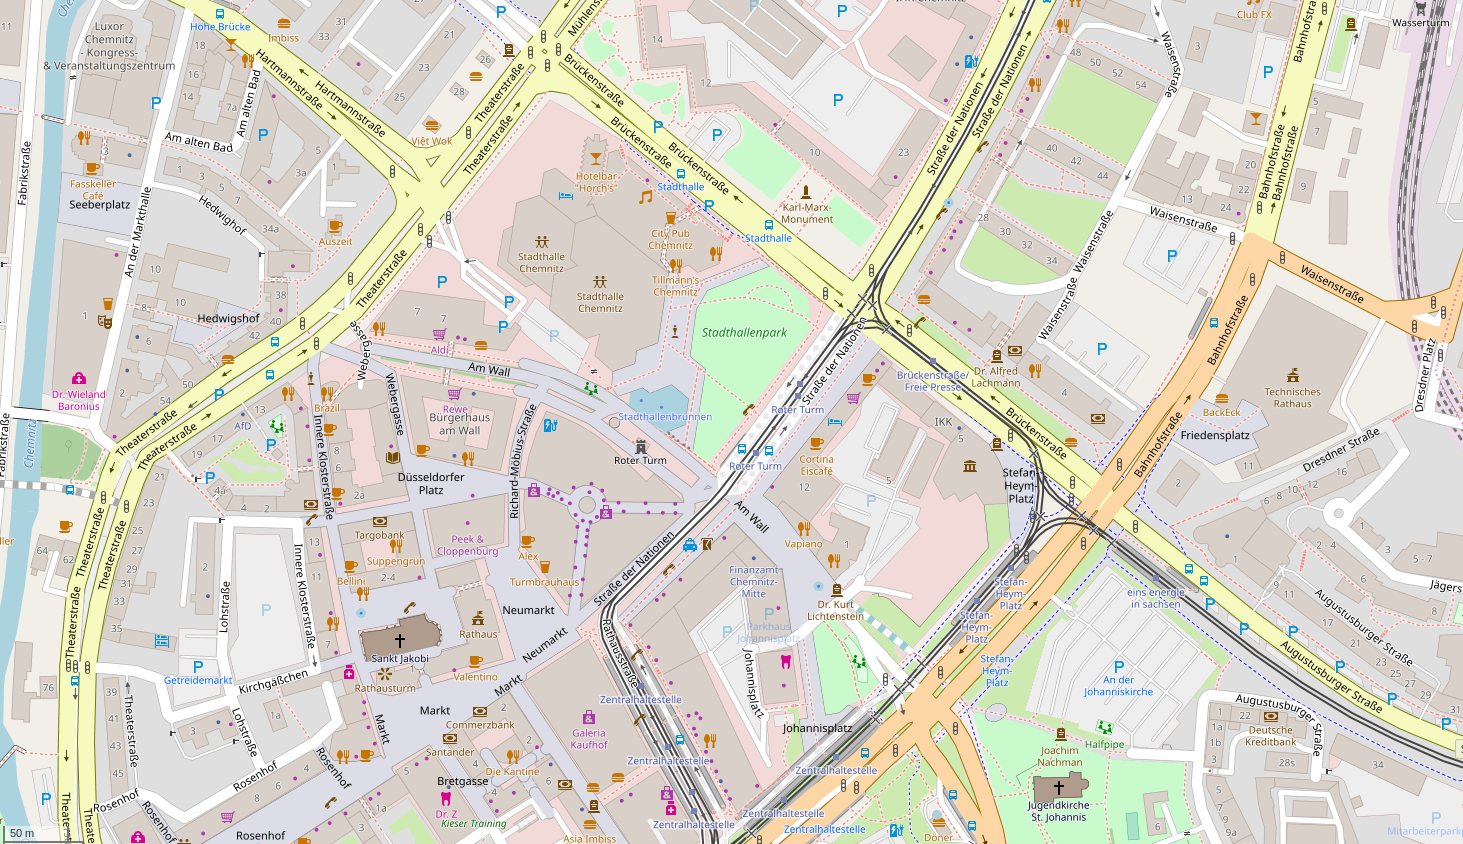 Hohe Brücke
Imbiss
Luxor
Chemnitz
- Kongress-
& Veranstaltungszentrum
Hartmannstraße
Hartmannstraße
Am alten Bad
Am alten Bad
Theaterstraße
Theaterstraße
Mühlenstr
Brückenstraße
Brückenstraße
Brückenstraße
Việt Wok
Fabrikstraße
Fasskeller
Café
Seeberplatz
An der Markthalle
Hedwighof
Auszeit
Hedwigshof
Hotelbar
Horch's
Stadthalle
City Pub
Chemnitz
Stadthalle
Chemnitz
Tillmann's
Chemnitz
Stadthalle
Chemnitz
Stadthalle
Karl-Marx-
Monument
Straße der Nationen
Straße der Nationen
Club FX
Wasserturm
Bahnhofstra
Bahnhofstraße
Bahnhofstraße
Waisenstraße
Waisenstraße
Waisenstraße
Waisenstraße
Waisenstraße
Bahnhofstraße
Dresdner Platz
Technisches
Rathaus
BackEck
Friedensplatz
Dresdner Straße
Bahnhofstraße
Theaterstraße
Webergasse
Aldi
Am Wall
Stadthallenpark
Straße der Nationen
Roter Turm
Roter Turm
Brückenstraße/
Freie Presse
Dr. Alfred
Lachmann
Brückenstraße
IKK
Stefan-
Heym-
Platz
Dr. Wieland
Baronius
Chemnitz
Fabrikstraße
Theaterstraße
Theaterstraße
AfD
Brazil
Innere Klosterstraße
Webergasse
Rewe
Bürgerhaus
am Wall
Düsseldorfer
Platz
Richard-Möbius-Straße
Stadthallenbrunnen
Roter Turm
Cortina
Eiscafé
Am Wall
Vapiano
Targobank
Suppengrun
Bellini
Peek &
Cloppenburg
Alex
Turmbrauhaus
Straße der Nationen
Finanzamt
Chemnitz-
Mitte
Dr. Kurt
Lichtenstein
Parkhaus
Johannisplatz
Johannisplatz
Johannisplatz
Theaterstraße
Theaterstraße
Theaterstraße
Lohstraße
Innere Klosterstraße
Sankt Jakobi
Rathaus
Neumarkt
Neumarkt
Rathausstraße
Valentino
Rathausturm
Getreidemarkt
Kirchgäßchen
Markt
Markt
Markt
Commerzbank
Santander
Bretgasse
Die Kantine
Galeria
Kaufhof
Zentralhaltestelle
Zentralhaltestelle
Zentralhaltestelle
Zentralhaltestelle
Zentralhaltestelle
Zentralhaltestelle
Stefan-
Heym-
Platz
Stefan-
Heym-
Platz
Stefan-
Heym-
Platz
eins energie
in sachsen
An der
Johanniskirche
Augustusburger Straße
Augustusburger Straße
Augustusburger Straße
Jägers
Halfpipe
Joachim
Nachman
Deutsche
Kreditbank
Jugendkirche
St. Johannis
Theaterstraße
Lohstraße
Rosenhof
Rosenhof
Rosenhof
Rosenhof
Rosenhof
Dr. Z
Kieser Training
Asia Imbiss
Döner
Mitarbeiterparkp
50 m